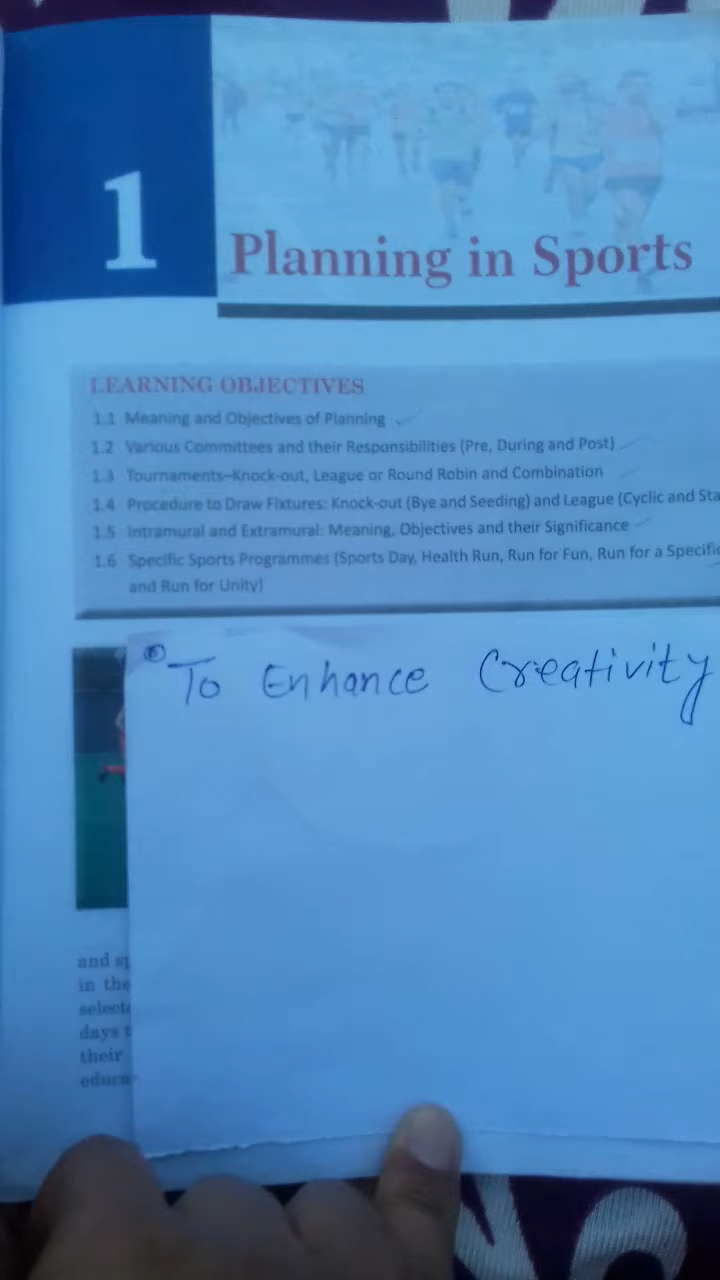 1
Planning in Sports
LEARNING OBJECTIVES
1.1 Meaning and Objectives of Planning
1.2 Various Committees and their Responsibilities (Pre, During and Post)
1.3 Tournaments–Knock-out, League or Round Robin and Combination
1.4 Procedure to Draw Fixtures: Knock-out (Bye and Seeding) and League (Cyclic and Sta
1.5 Intramural and Extramural: Meaning, Objectives and their Significance
1.6 Specific Sports Programmes (Sports Day, Health Run, Run for Fun, Run for a Specific
and Run for Unity)
To Enhance Creativity
and sp
in the
selecte
days t
their
educa